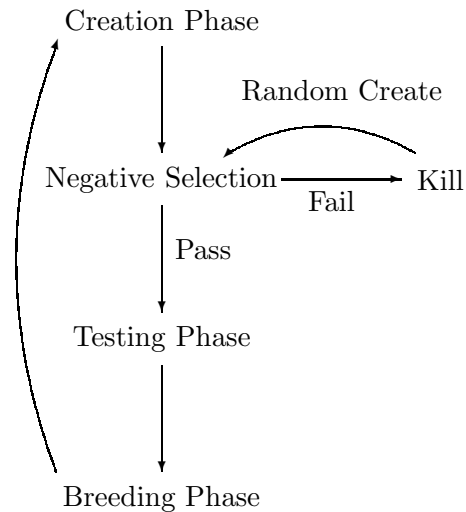 Creation Phase
Random Create
Negative Selection
Kill
Fail
Pass
Testing Phase
Breeding Phase